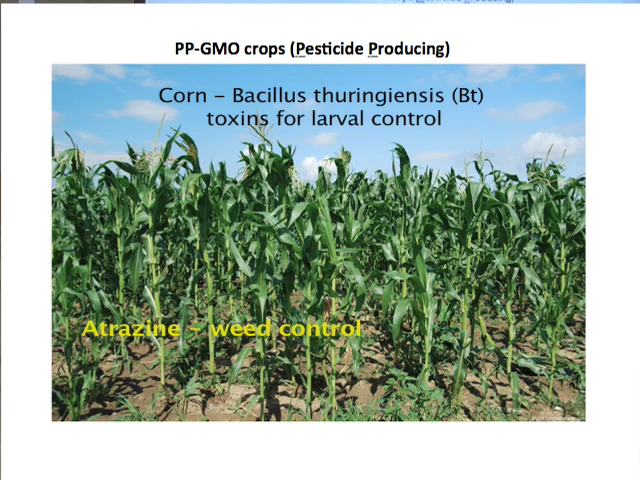 PP-GMO crops (Pesticide Producing)
Corn – Bacillus thuringiensis (Bt)
toxins for larval control
Atrazine – weed control